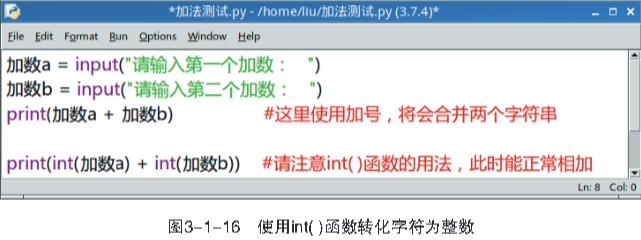 *加法测试.py - /home/liu/加法测试.py (3.7.4)*
File Edit Format Run Options Window Help
加数a = input("请输入第一个加数： ")
加数b = input("请输入第二个加数： ")
print(加数a + 加数b) #这里使用加号，将会合并两个字符串
print(int(加数a) + int(加数b)) #请注意int( )函数的用法，此时能正常相加
Ln: 8 Col: 0
图3-1-16 使用int( )函数转化字符为整数